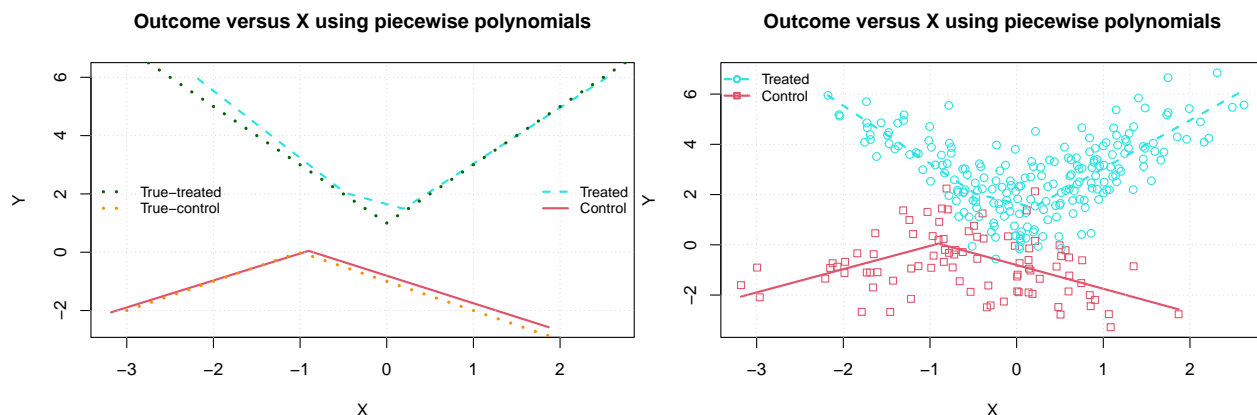 Outcome versus X using piecewise polynomials
Y
6
4
2
0
−2
True−treated
True−control
Treated
Control
−3
−2
−1
0
1
2
X
Outcome versus X using piecewise polynomials
Y
6
4
2
0
−2
Treated
Control
−3
−2
−1
0
1
2
X